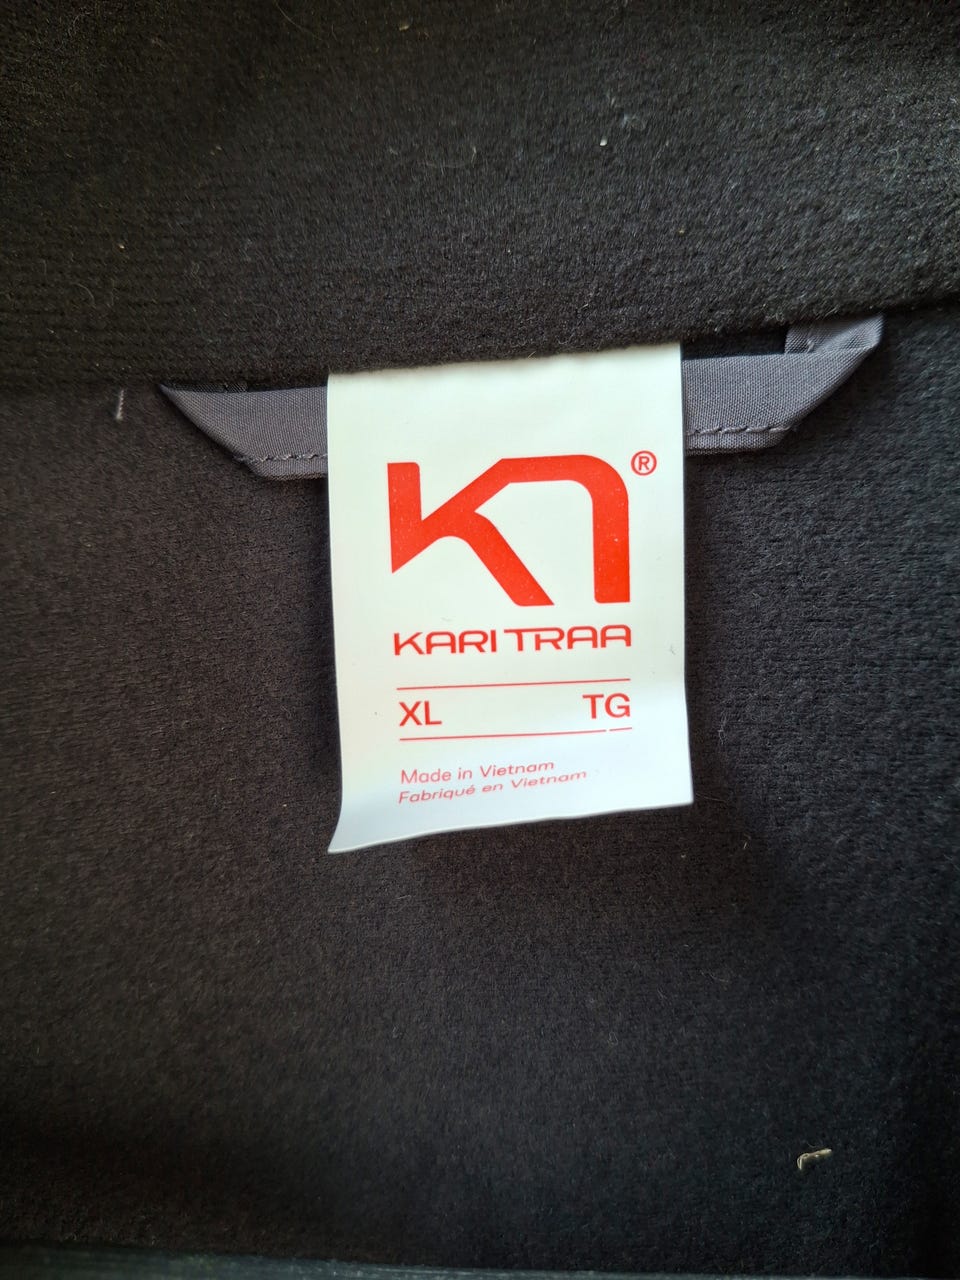 ®
KARI TRAA
XL TG
Made in Vietnam
Fabriqué en Vietnam